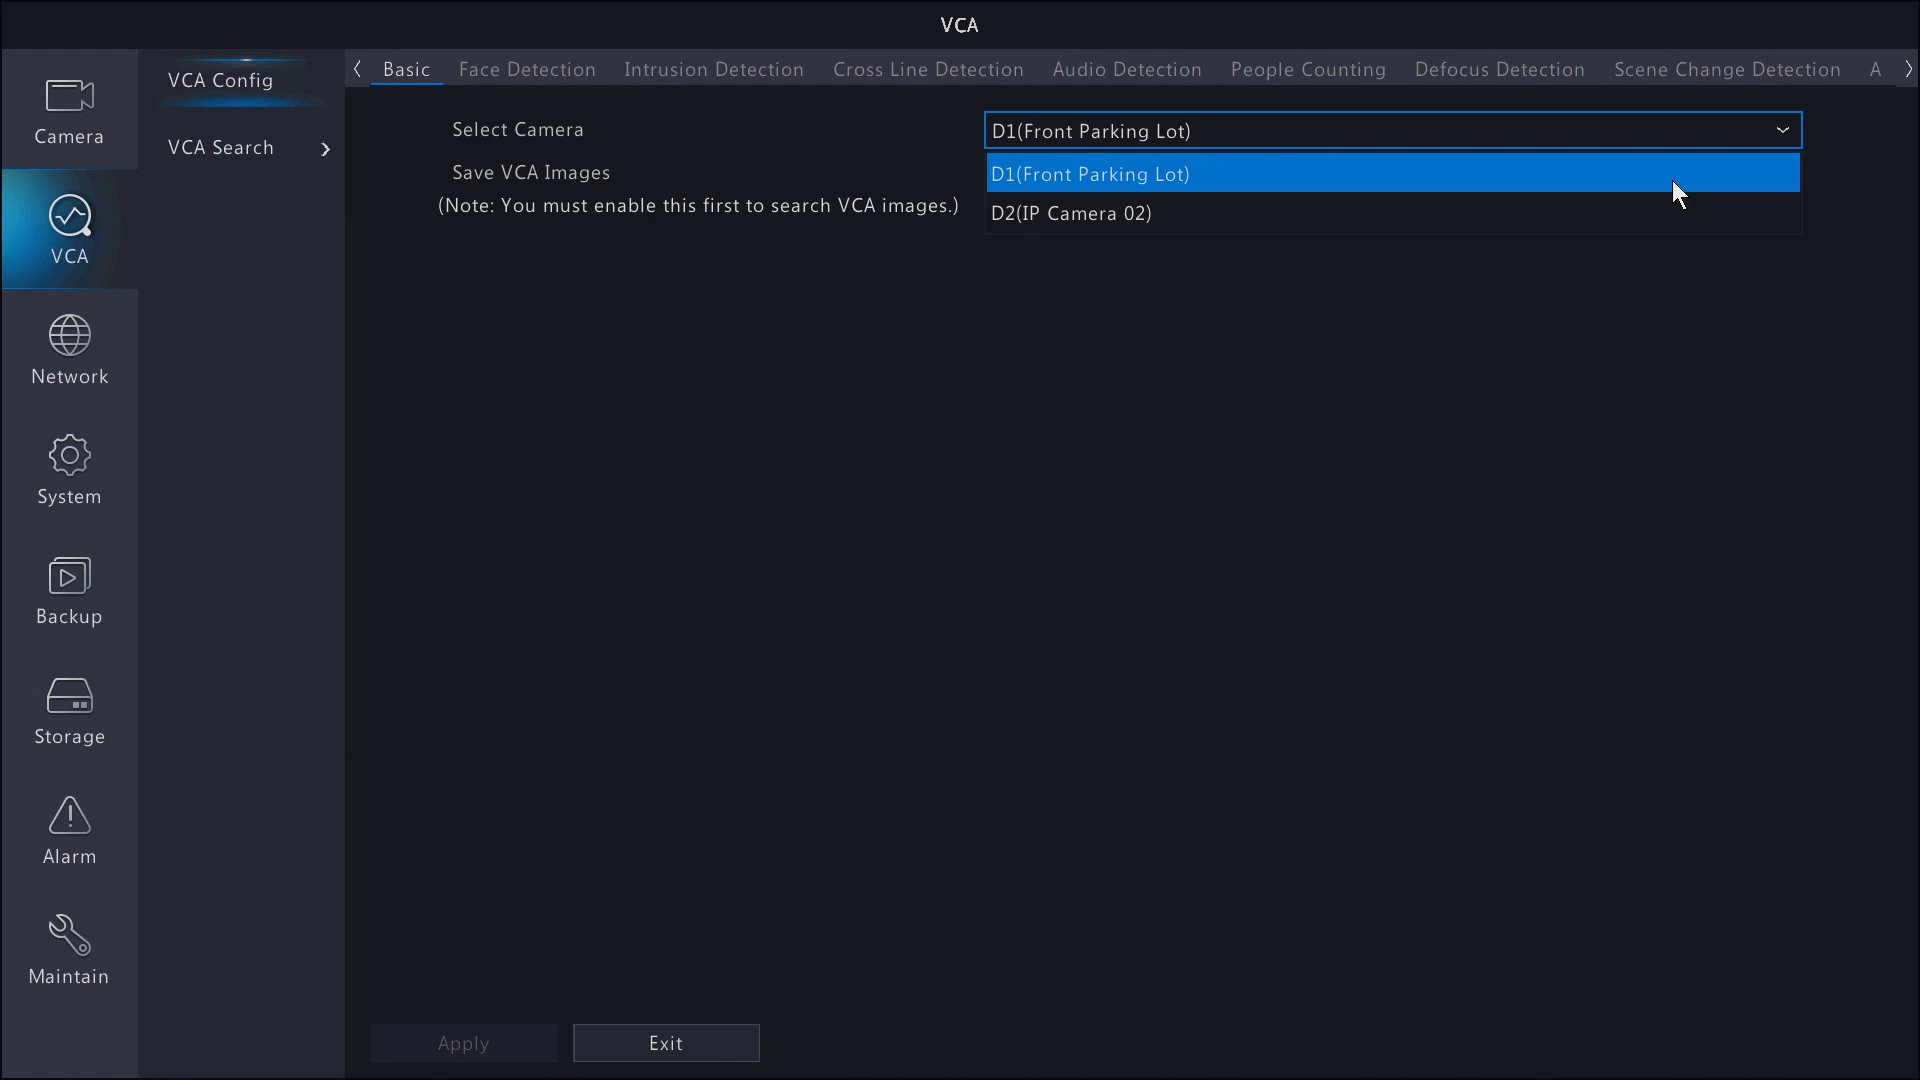 VCA
Camera
VCA
Network
System
Backup
Storage
Alarm
Maintain
VCA Config
VCA Search
Basic Face Detection Intrusion Detection Cross Line Detection Audio Detection People Counting Defocus Detection Scene Change Detection A
Select Camera D1(Front Parking Lot)
D1(Front Parking Lot)
D2(IP Camera 02)
Save VCA Images
(Note: You must enable this first to search VCA images.)
Apply Exit